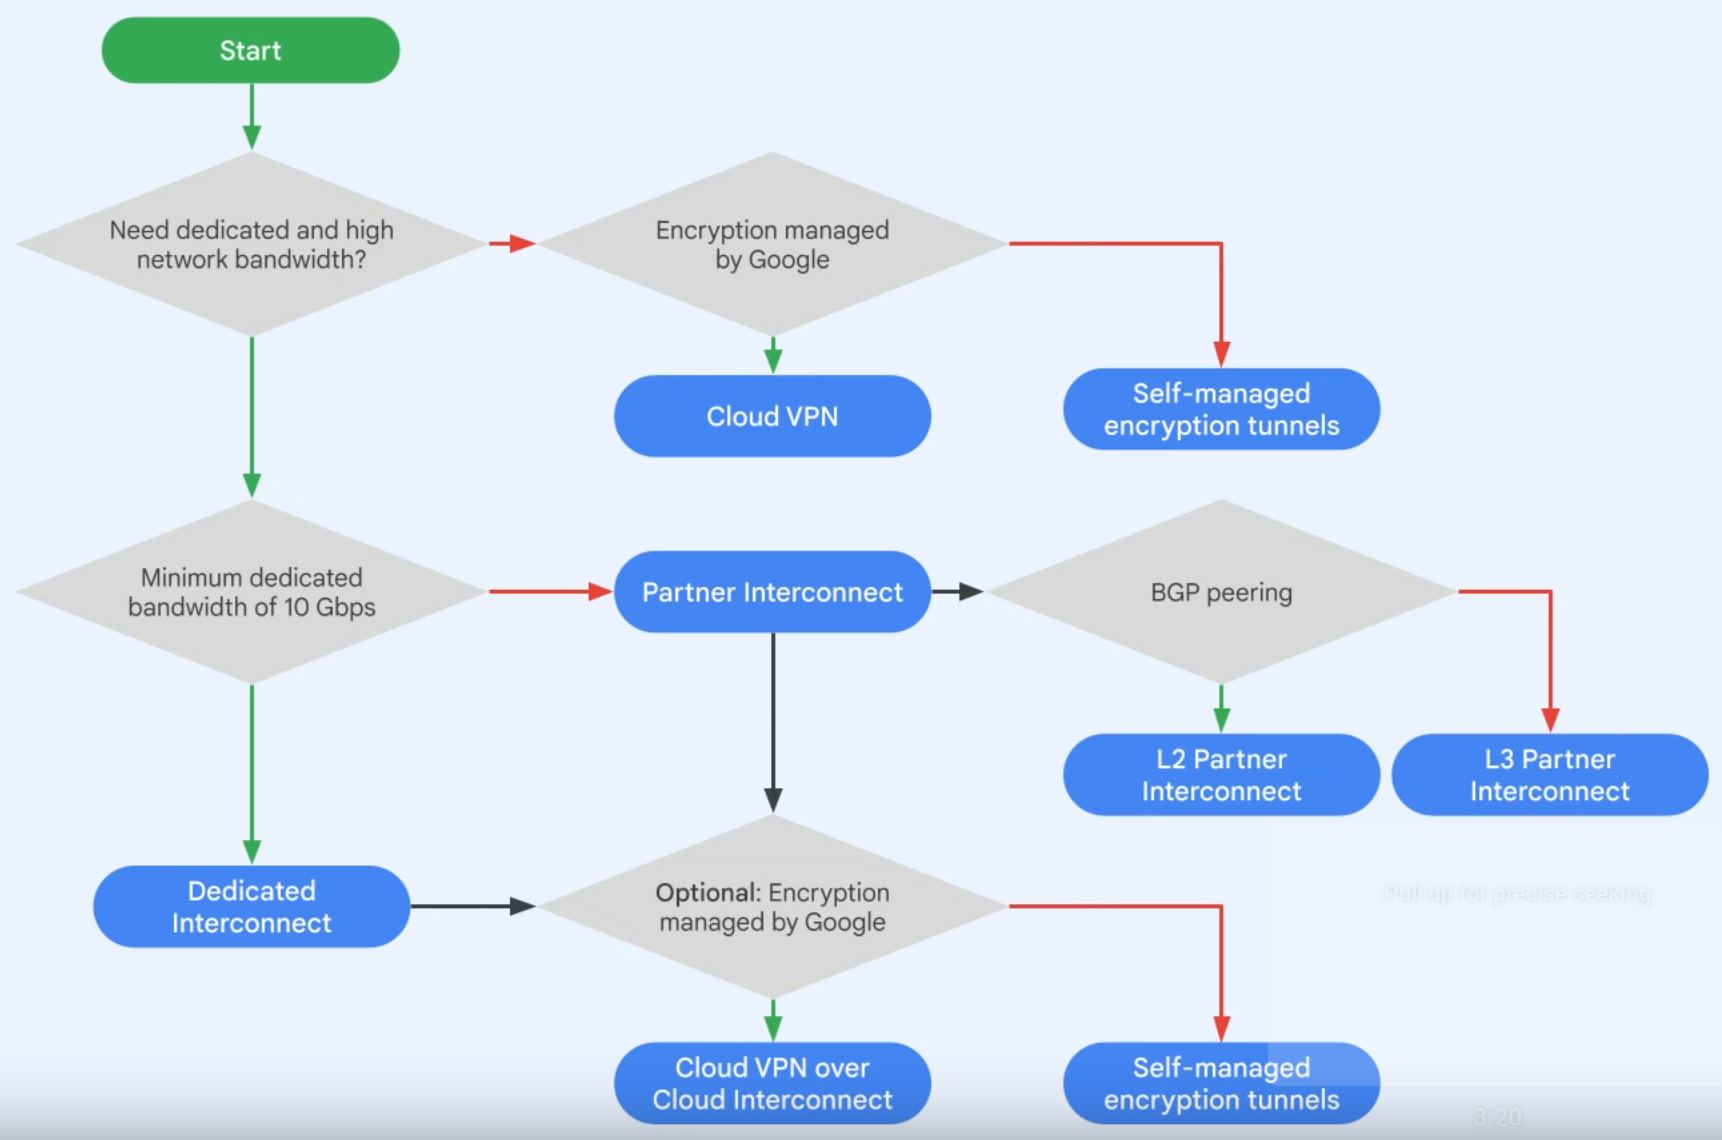 Start
Need dedicated and high
network bandwidth?
Encryption managed
by Google
Cloud VPN
Self-managed
encryption tunnels
Minimum dedicated
bandwidth of 10 Gbps
Partner Interconnect
BGP peering
L2 Partner
Interconnect
L3 Partner
Interconnect
Dedicated
Interconnect
Optional: Encryption
managed by Google
Pull up for precise seeking
Cloud VPN over
Cloud Interconnect
Self-managed
encryption tunnels
3:20